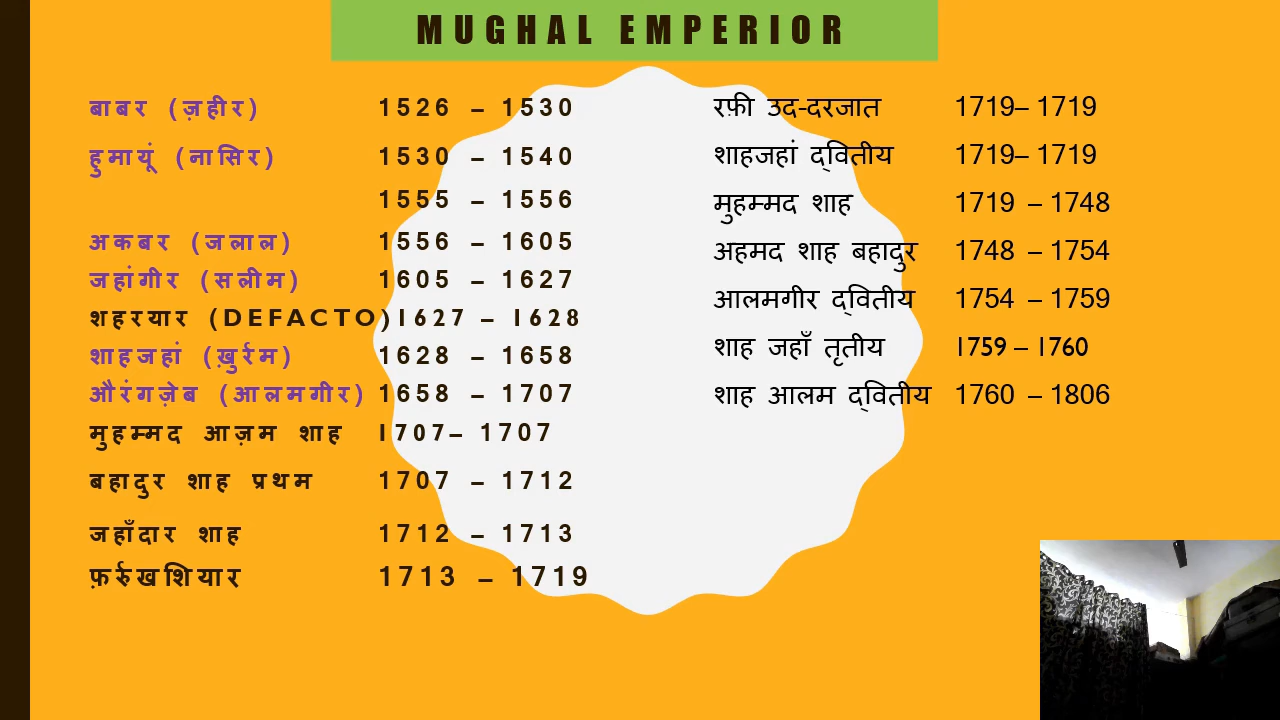 MUGHAL EMPERIOR
बाबर (ज़हीर) 1526 – 1530
हुमायूं (नासिर) 1530 – 1540
1555 – 1556
अकबर (जलाल) 1556 – 1605
जहांगीर (सलीम) 1605 – 1627
शहरयार (DEFACTO) 1627 – 1628
शाहजहां (ख़ुर्रम) 1628 – 1658
औरंगज़ेब (आलमगीर) 1658 – 1707
मुहम्मद आज़म शाह 1707– 1707
बहादुर शाह प्रथम 1707 – 1712
जहाँदार शाह 1712 – 1713
फ़र्रुखशियार 1713 – 1719
रफ़ी उद-दरजात 1719– 1719
शाहजहां द्वितीय 1719– 1719
मुहम्मद शाह 1719 – 1748
अहमद शाह बहादुर 1748 – 1754
आलमगीर द्वितीय 1754 – 1759
शाह जहाँ तृतीय 1759 – 1760
शाह आलम द्वितीय 1760 – 1806